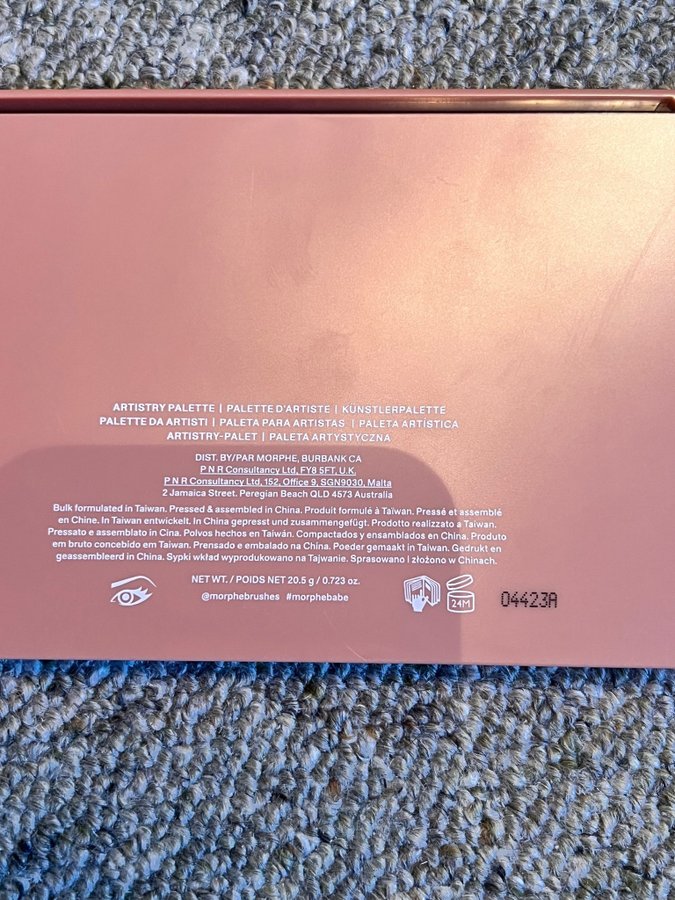 ARTISTRY PALETTE | PALETTE D'ARTISTE | KÜNSTLERPALETTE
PALETTE DA ARTISTI | PALETA PARA ARTISTAS | PALETA ARTÍSTICA
ARTISTRY-PALET | PALETA ARTYSTYCZNA
DIST. BY/PAR MORPHE, BURBANK CA
P N R Consultancy Ltd, FY8 5FT, U.K.
P N R Consultancy Ltd, 152, Office 9, SGN9030, Malta
2 Jamaica Street. Peregian Beach QLD 4573 Australia
Bulk formulated in Taiwan. Pressed & assembled in China. Produit formulé à Taiwan. Pressé et assemblé
en Chine. In Taiwan entwickelt. In China gepresst und zusammengefügt. Prodotto realizzato a Taiwan.
Pressato e assemblato in Cina. Polvos hechos en Taiwán. Compactados y ensamblados en China. Produto
em bruto concebido em Taiwan. Prensado e embalado na China. Poeder gemaakt in Taiwan. Gedrukt en
geassembleerd in China. Sypki wkład wyprodukowano na Tajwanie. Sprasowano i złożono w Chinach.
NET WT. / POIDS NET 20.5 g / 0.723 oz.
@morphebrushes #morphebabe
24M
04423A